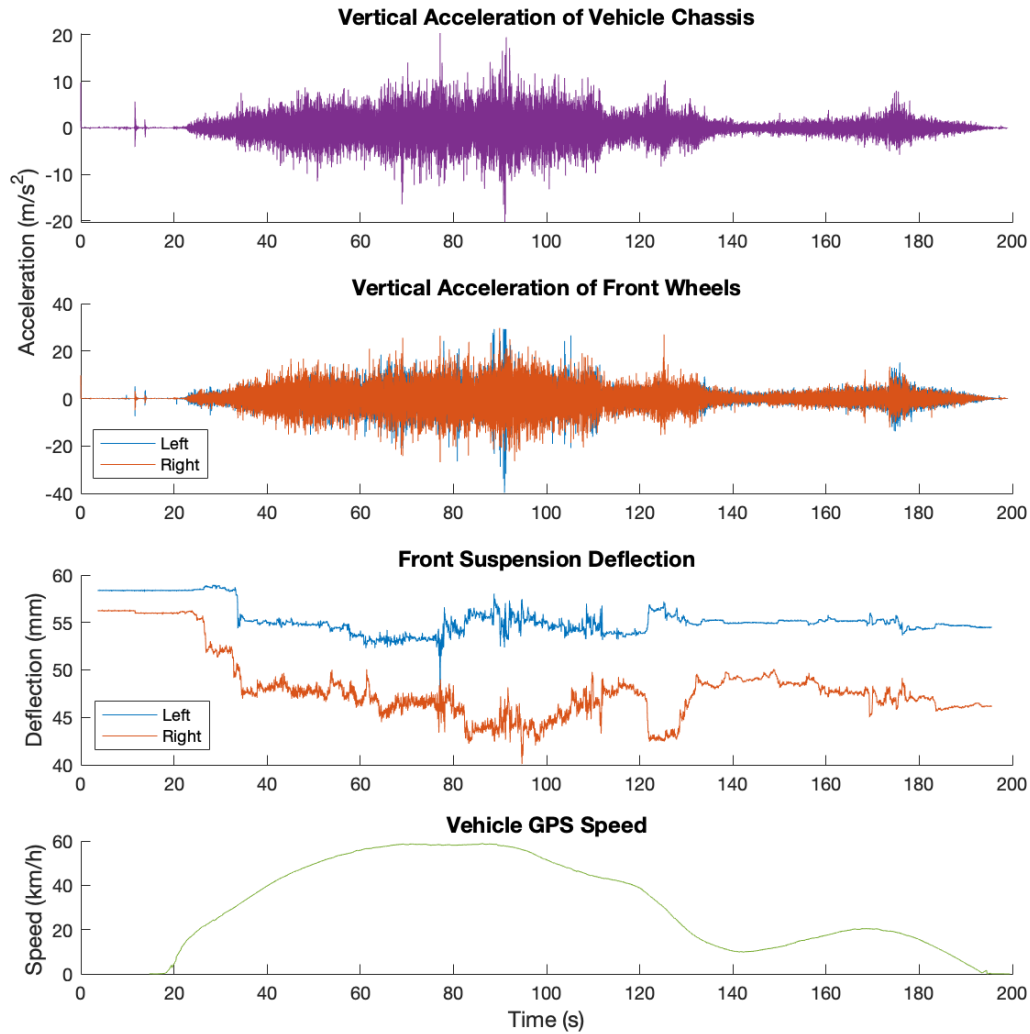 Vertical Acceleration of Vehicle Chassis
20
10
0
-10
-20
0 20 40 60 80 100 120 140 160 180 200
Acceleration (m/s²)
Vertical Acceleration of Front Wheels
40
20
0
-20
-40
Left
Right
0 20 40 60 80 100 120 140 160 180 200
Front Suspension Deflection
60
55
50
45
40
Deflection (mm)
Left
Right
0 20 40 60 80 100 120 140 160 180 200
Vehicle GPS Speed
60
40
20
0
Speed (km/h)
0 20 40 60 80 100 120 140 160 180 200
Time (s)